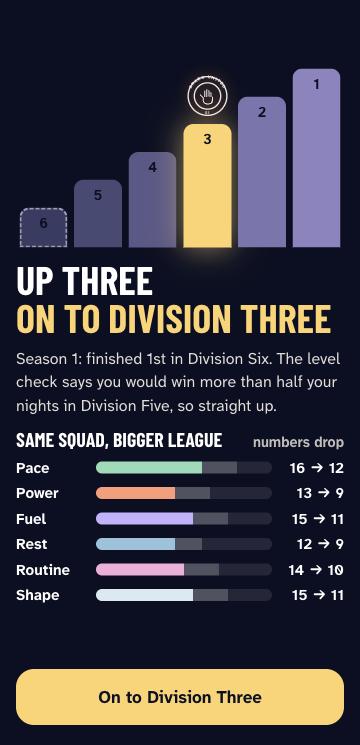 1
2
3
4
5
6
UP THREE
ON TO DIVISION THREE
Season 1: finished 1st in Division Six. The level
check says you would win more than half your
nights in Division Five, so straight up.
SAME SQUAD, BIGGER LEAGUE numbers drop
Pace 16 → 12
Power 13 → 9
Fuel 15 → 11
Rest 12 → 9
Routine 14 → 10
Shape 15 → 11
On to Division Three